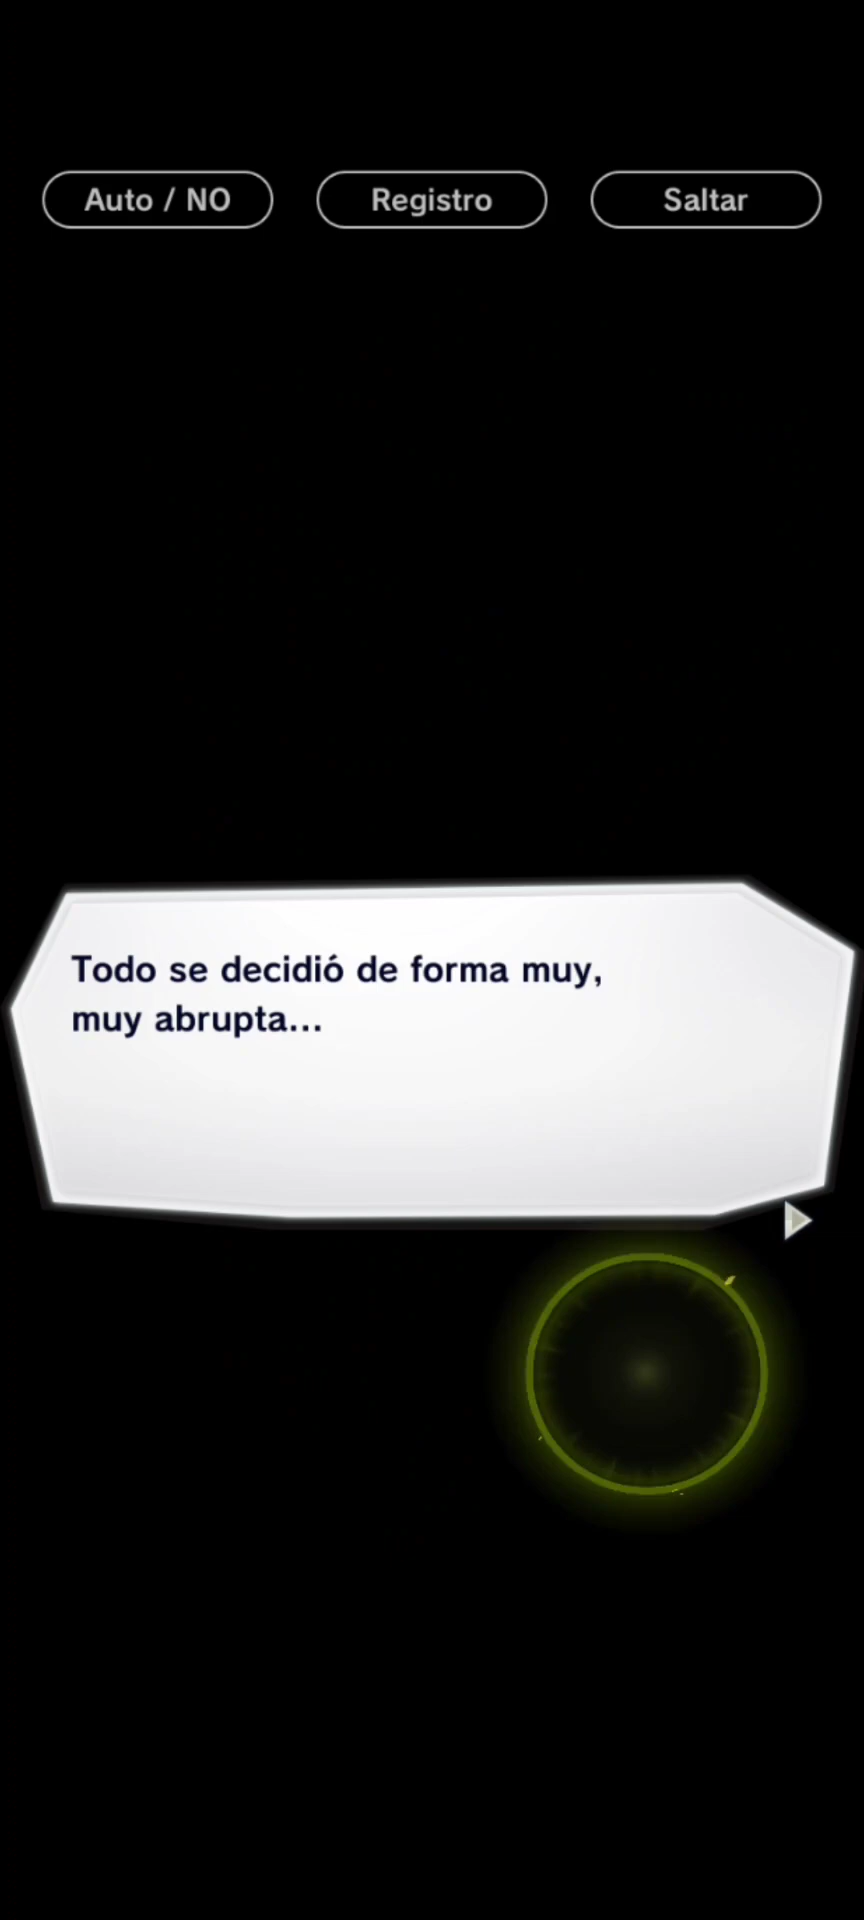 Auto / NO
Registro
Saltar
Todo se decidió de forma muy,
muy abrupta...